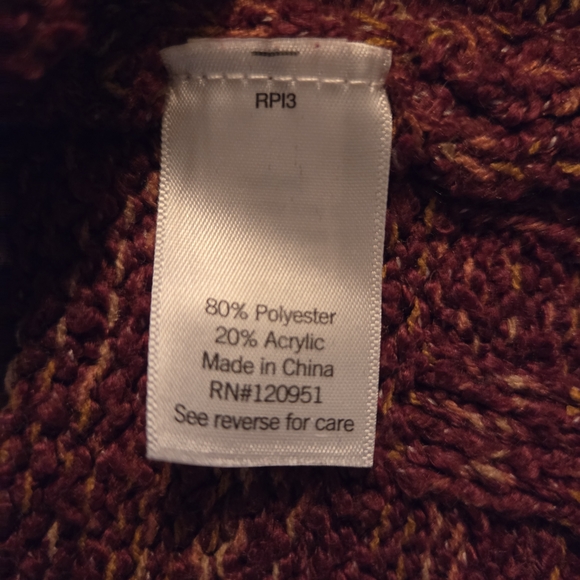 RPI3
80% Polyester
20% Acrylic
Made in China
RN#120951
See reverse for care